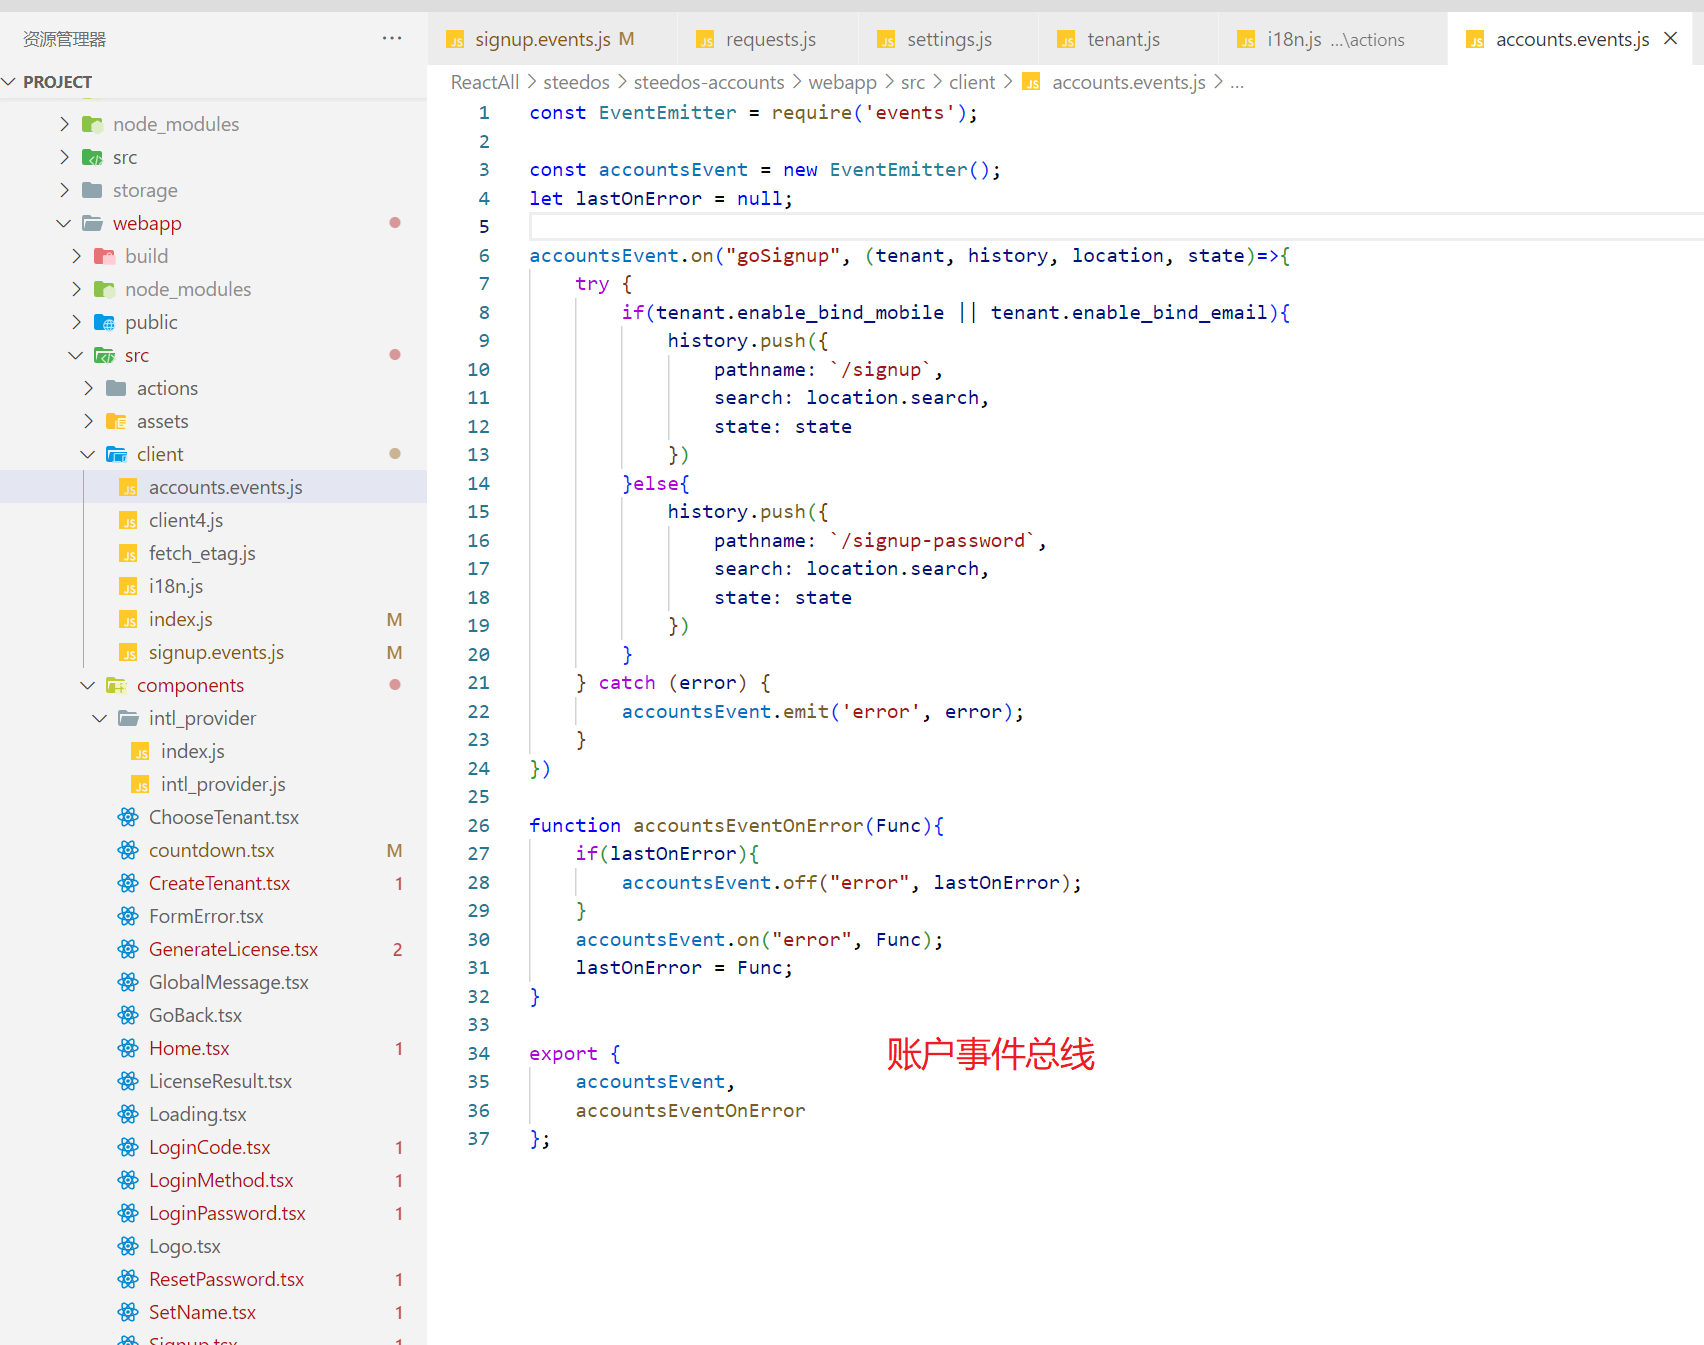 资源管理器
PROJECT
node_modules
src
storage
webapp
build
node_modules
public
src
actions
assets
client
accounts.events.js
client4.js
fetch_etag.js
i18n.js
index.js M
signup.events.js M
components
intl_provider
index.js
intl_provider.js
ChooseTenant.tsx
countdown.tsx M
CreateTenant.tsx 1
FormError.tsx
GenerateLicense.tsx 2
GlobalMessage.tsx
GoBack.tsx
Home.tsx 1
LicenseResult.tsx
Loading.tsx
LoginCode.tsx 1
LoginMethod.tsx 1
LoginPassword.tsx 1
Logo.tsx
ResetPassword.tsx 1
SetName.tsx 1
Signup.tsx 1
signup.events.js M
requests.js
settings.js
tenant.js
i18n.js ...\actions
accounts.events.js
ReactAll > steedos > steedos-accounts > webapp > src > client > accounts.events.js > ...
1 const EventEmitter = require('events');
2
3 const accountsEvent = new EventEmitter();
4 let lastOnError = null;
5
6 accountsEvent.on("goSignup", (tenant, history, location, state)=>{
7     try {
8         if(tenant.enable_bind_mobile || tenant.enable_bind_email){
9             history.push({
10                 pathname: `/signup`,
11                 search: location.search,
12                 state: state
13             })
14         }else{
15             history.push({
16                 pathname: `/signup-password`,
17                 search: location.search,
18                 state: state
19             })
20         }
21     } catch (error) {
22         accountsEvent.emit('error', error);
23     }
24 })
25
26 function accountsEventOnError(Func){
27     if(lastOnError){
28         accountsEvent.off("error", lastOnError);
29     }
30     accountsEvent.on("error", Func);
31     lastOnError = Func;
32 }
33
34 export {
账户事件总线
35     accountsEvent,
36     accountsEventOnError
37 };